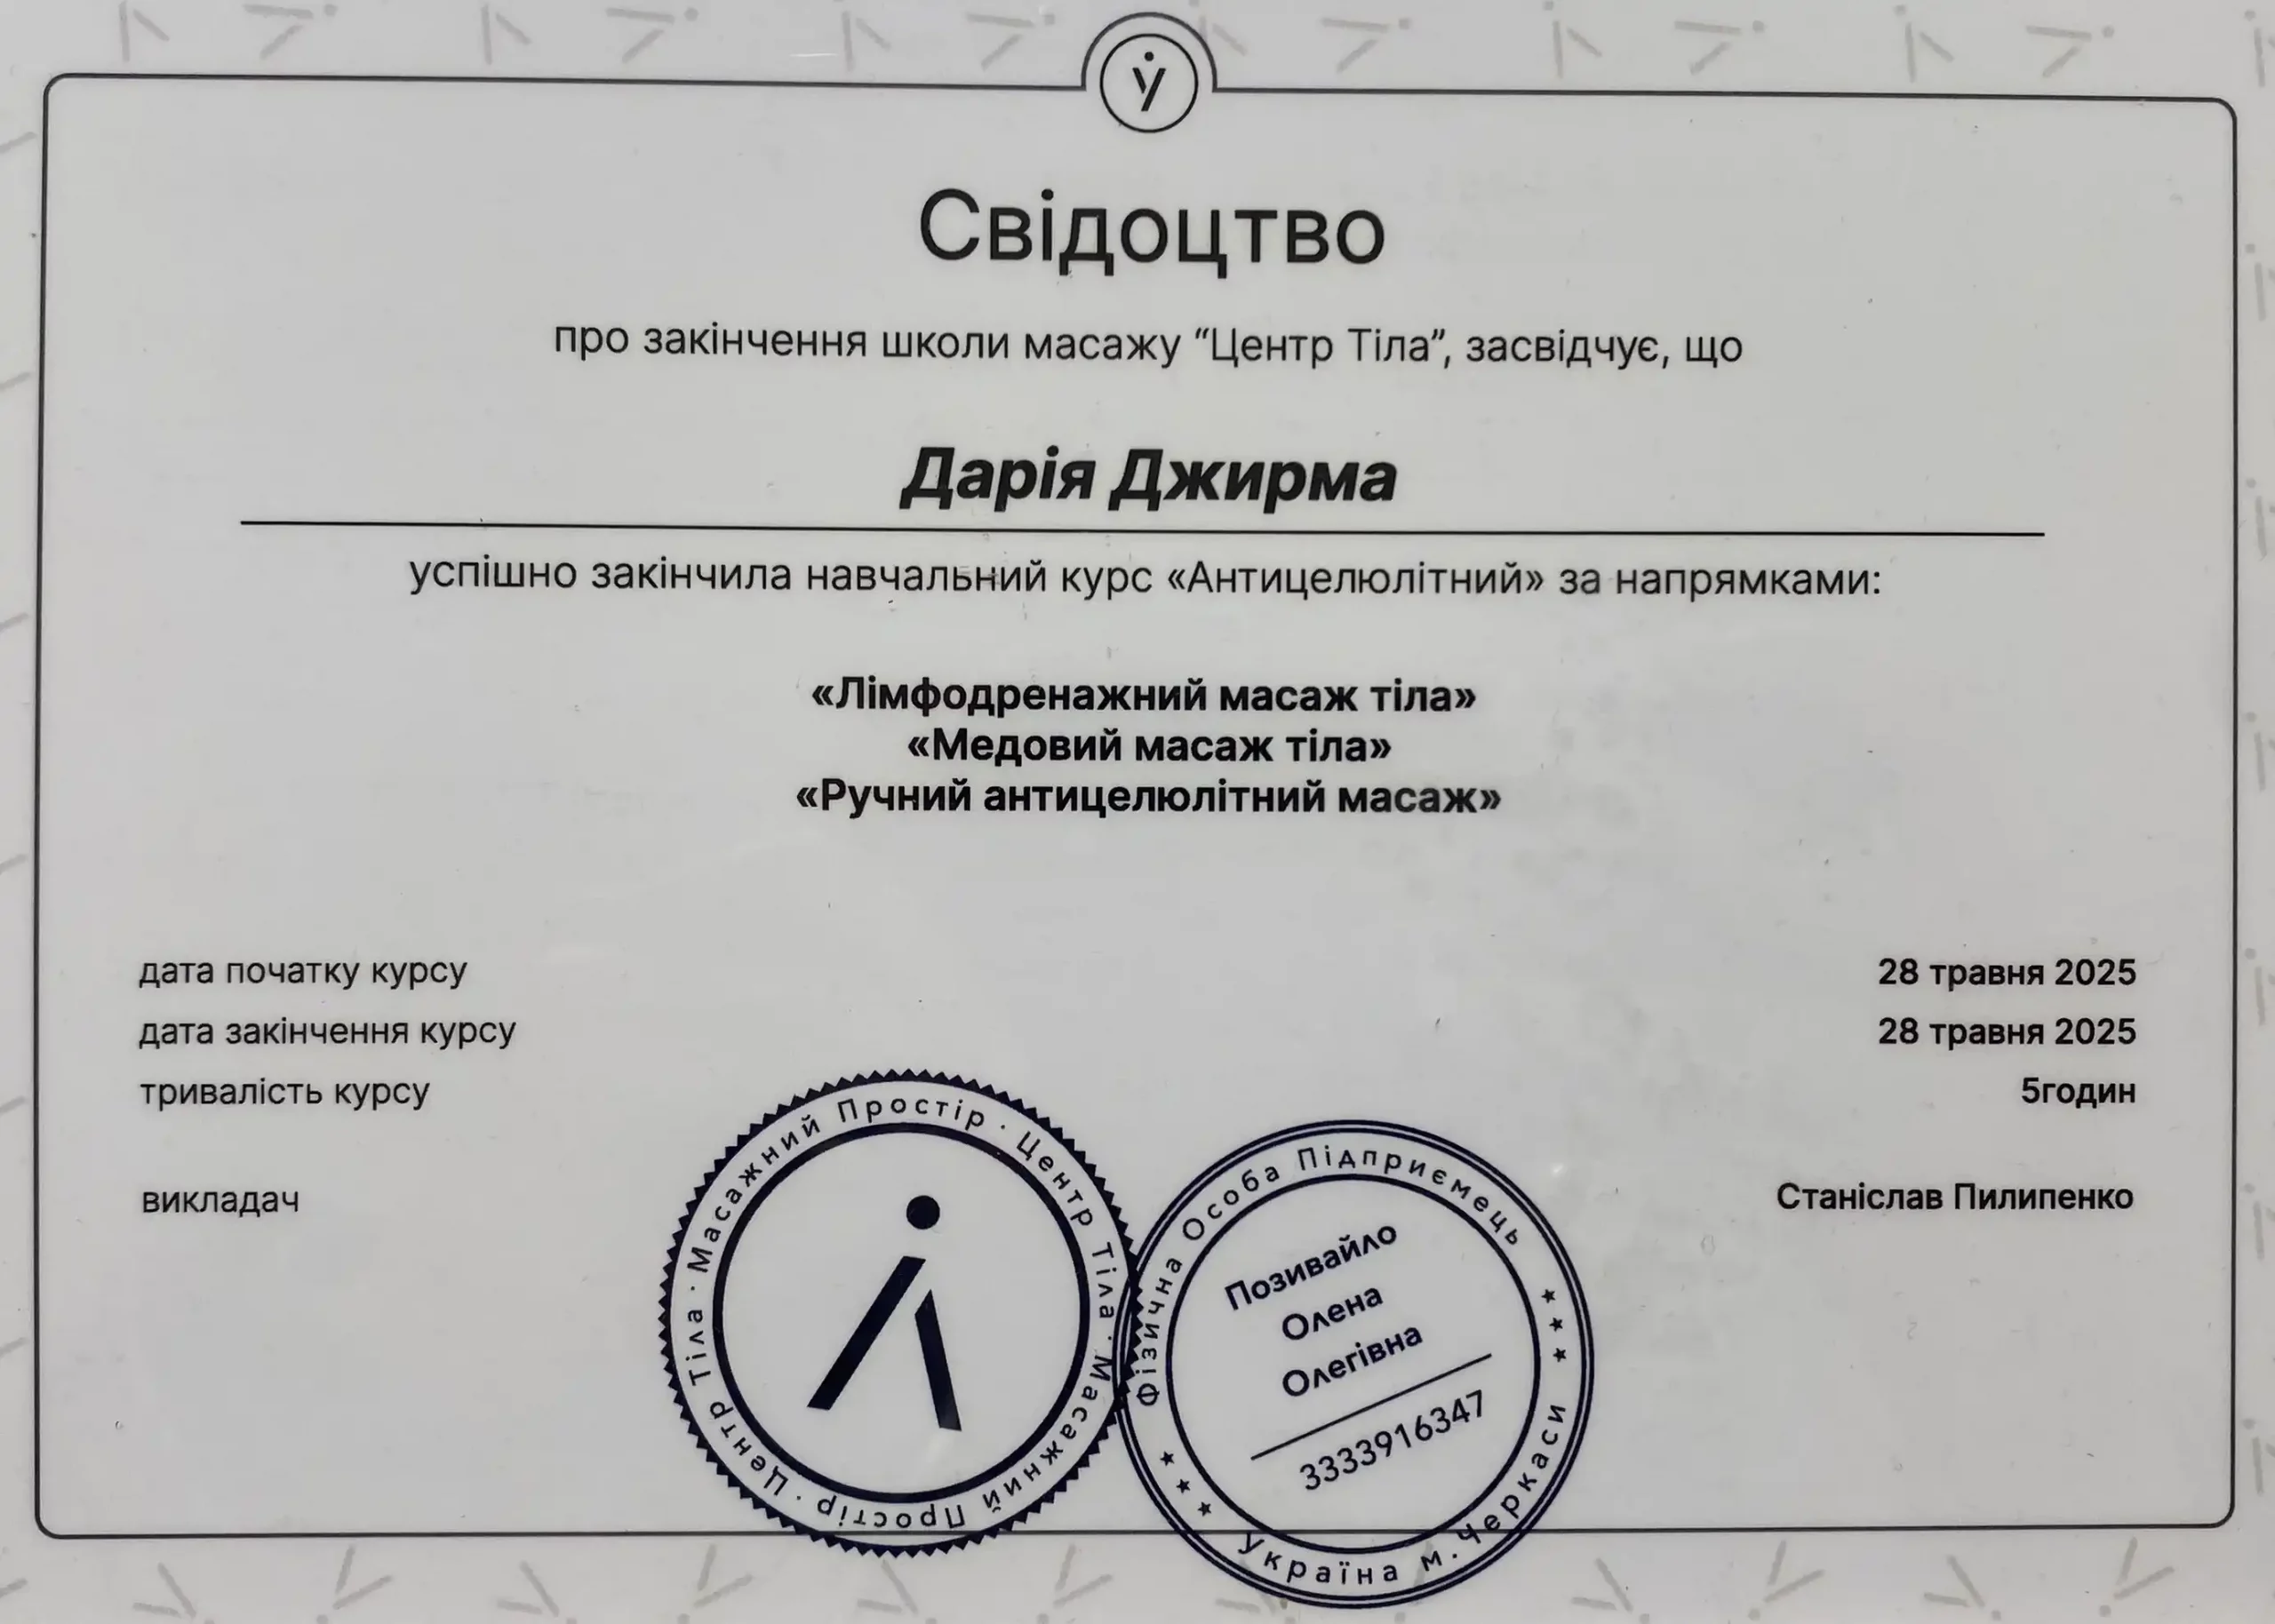 Свідоцтво
про закінчення школи масажу “Центр Тіла”, засвідчує, що
Дарія Джирма
успішно закінчила навчальний курс «Антицелюлітний» за напрямками:
«Лімфодренажний масаж тіла»
«Медовий масаж тіла»
«Ручний антицелюлітний масаж»
дата початку курсу 28 травня 2025
дата закінчення курсу 28 травня 2025
тривалість курсу 5годин
викладач Станіслав Пилипенко
Масажний Простір · Центр Тіла · Масажний Простір · Центр Тіла ·
Фізична Особа Підприємець
Позивайло
Олена
Олегівна
3333916347
Україна м.Черкаси